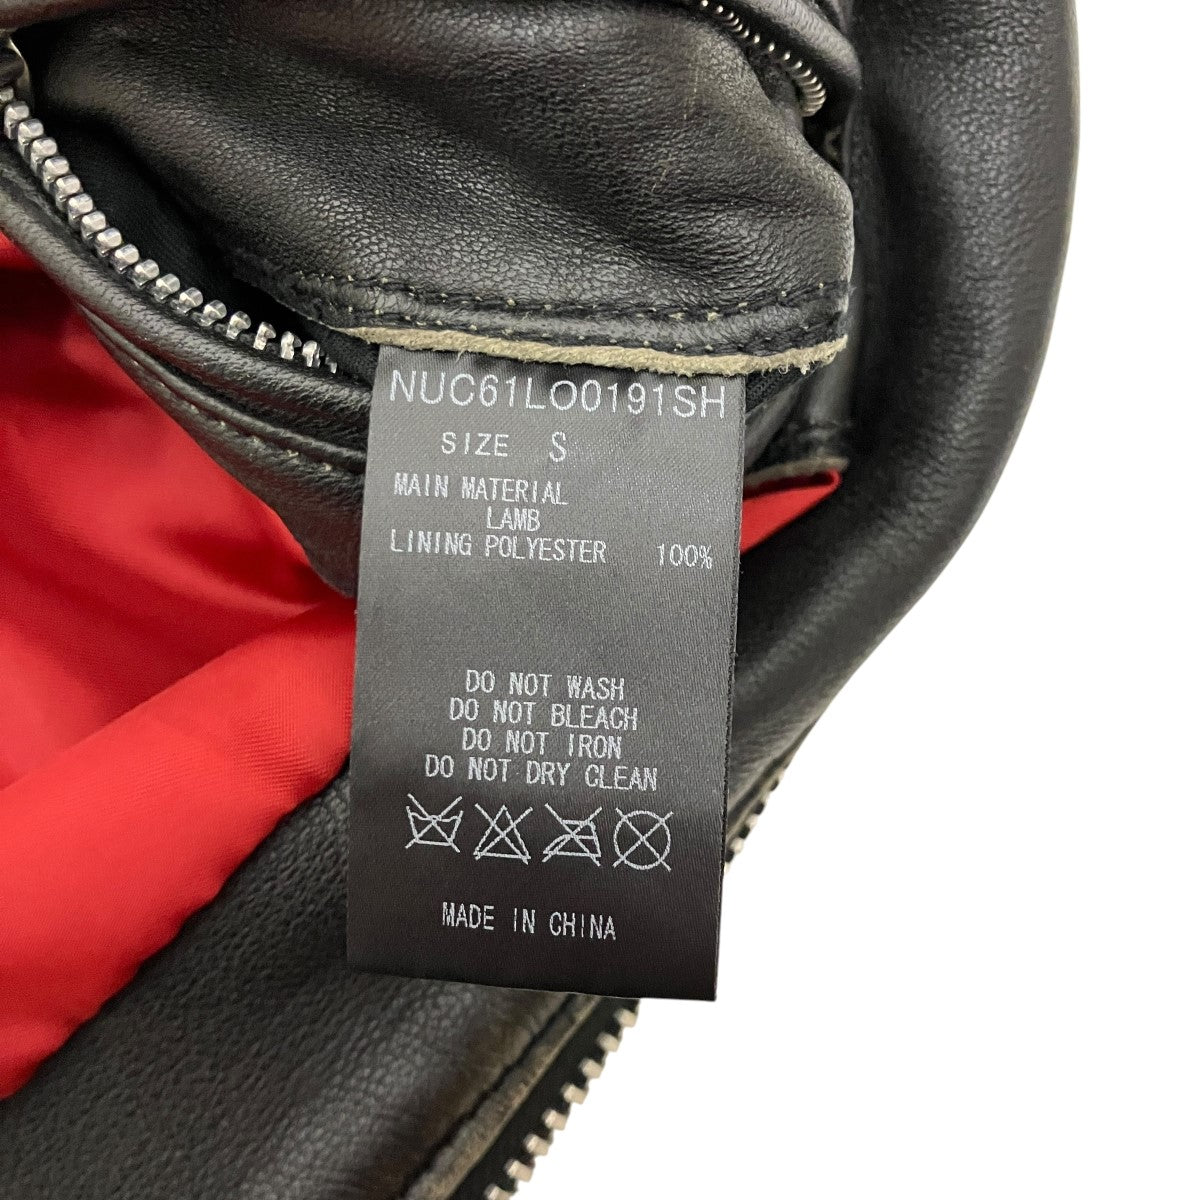 NUC61LO0191SH
SIZE S
MAIN MATERIAL
LAMB
LINING POLYESTER 100%
DO NOT WASH
DO NOT BLEACH
DO NOT IRON
DO NOT DRY CLEAN
MADE IN CHINA